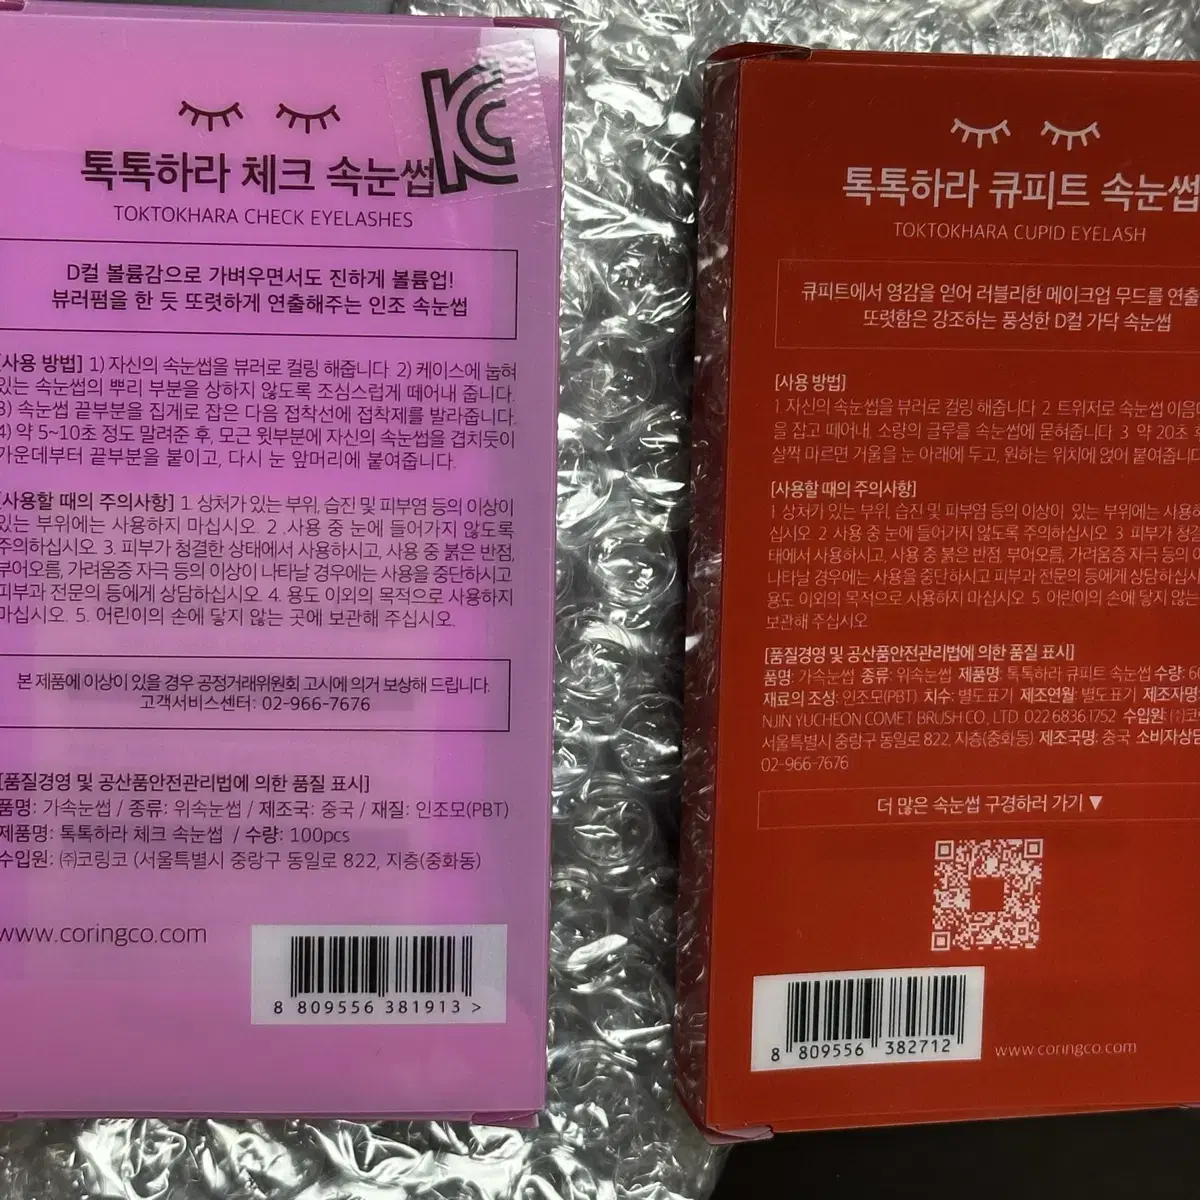 톡톡하라 체크 속눈썹
TOKTOKHARA CHECK EYELASHES
D컬 볼륨감으로 가벼우면서도 진하게 볼륨업!
뷰러펌을 한 듯 또렷하게 연출해주는 인조 속눈썹
[사용 방법] 1) 자신의 속눈썹을 뷰러로 컬링 해줍니다. 2) 케이스에 눕혀
있는 속눈썹의 뿌리 부분을 상하지 않도록 조심스럽게 떼어내 줍니다.
3) 속눈썹 끝부분을 집게로 잡은 다음 접착선에 접착제를 발라줍니다.
4) 약 5~10초 정도 말려준 후, 모근 윗부분에 자신의 속눈썹을 겹치듯이
가운데부터 끝부분을 붙이고, 다시 눈 앞머리에 붙여줍니다.
[사용할 때의 주의사항] 1. 상처가 있는 부위, 습진 및 피부염 등의 이상이
있는 부위에는 사용하지 마십시오. 2. 사용 중 눈에 들어가지 않도록
주의하십시오. 3. 피부가 청결한 상태에서 사용하시고, 사용 중 붉은 반점,
부어오름, 가려움증 자극 등의 이상이 나타날 경우에는 사용을 중단하시고
피부과 전문의 등에게 상담하십시오. 4. 용도 이외의 목적으로 사용하지
마십시오. 5. 어린이의 손에 닿지 않는 곳에 보관해 주십시오.
본 제품에 이상이 있을 경우 공정거래위원회 고시에 의거 보상해 드립니다.
고객서비스센터: 02-966-7676
[품질경영 및 공산품안전관리법에 의한 품질 표시]
품명: 가속눈썹 / 종류: 위속눈썹 / 제조국: 중국 / 재질: 인조모(PBT)
제품명: 톡톡하라 체크 속눈썹 / 수량: 100pcs
수입원: ㈜코링코 (서울특별시 중랑구 동일로 822, 지층(중화동)
www.coringco.com
8 809556 381913 >
톡톡하라 큐피트 속눈썹
TOKTOKHARA CUPID EYELASH
큐피트에서 영감을 얻어 러블리한 메이크업 무드를 연출
또렷함은 강조하는 풍성한 D컬 가닥 속눈썹
[사용 방법]
1. 자신의 속눈썹을 뷰러로 컬링 해줍니다. 2. 트위저로 속눈썹 이음
을 잡고 떼어내, 소량의 글루를 속눈썹에 묻혀줍니다. 3. 약 20초
살짝 마르면 거울을 눈 아래에 두고, 원하는 위치에 얹어 붙여줍니다.
[사용할 때의 주의사항]
1. 상처가 있는 부위, 습진 및 피부염 등의 이상이 있는 부위에는 사용
십시오. 2. 사용 중 눈에 들어가지 않도록 주의하십시오. 3. 피부가 청
태에서 사용하시고, 사용 중 붉은 반점, 부어오름, 가려움증 자극 등의
나타날 경우에는 사용을 중단하시고 피부과 전문의 등에게 상담하십시오.
용도 이외의 목적으로 사용하지 마십시오. 5. 어린이의 손에 닿지 않는
보관해 주십시오.
[품질경영 및 공산품안전관리법에 의한 품질 표시]
품명: 가속눈썹 종류: 위속눈썹 제품명: 톡톡하라 큐피트 속눈썹 수량:
재료의 조성: 인조모(PBT) 치수: 별도표기 제조연월: 별도표기 제조자명:
NJIN YUCHEON COMET BRUSH CO., LTD. 02268361752 수입원: ㈜코
서울특별시 중랑구 동일로 822, 지층(중화동) 제조국명: 중국 소비자상담
02-966-7676
더 많은 속눈썹 구경하러 가기▼
8 809556 382712
www.coringco.com